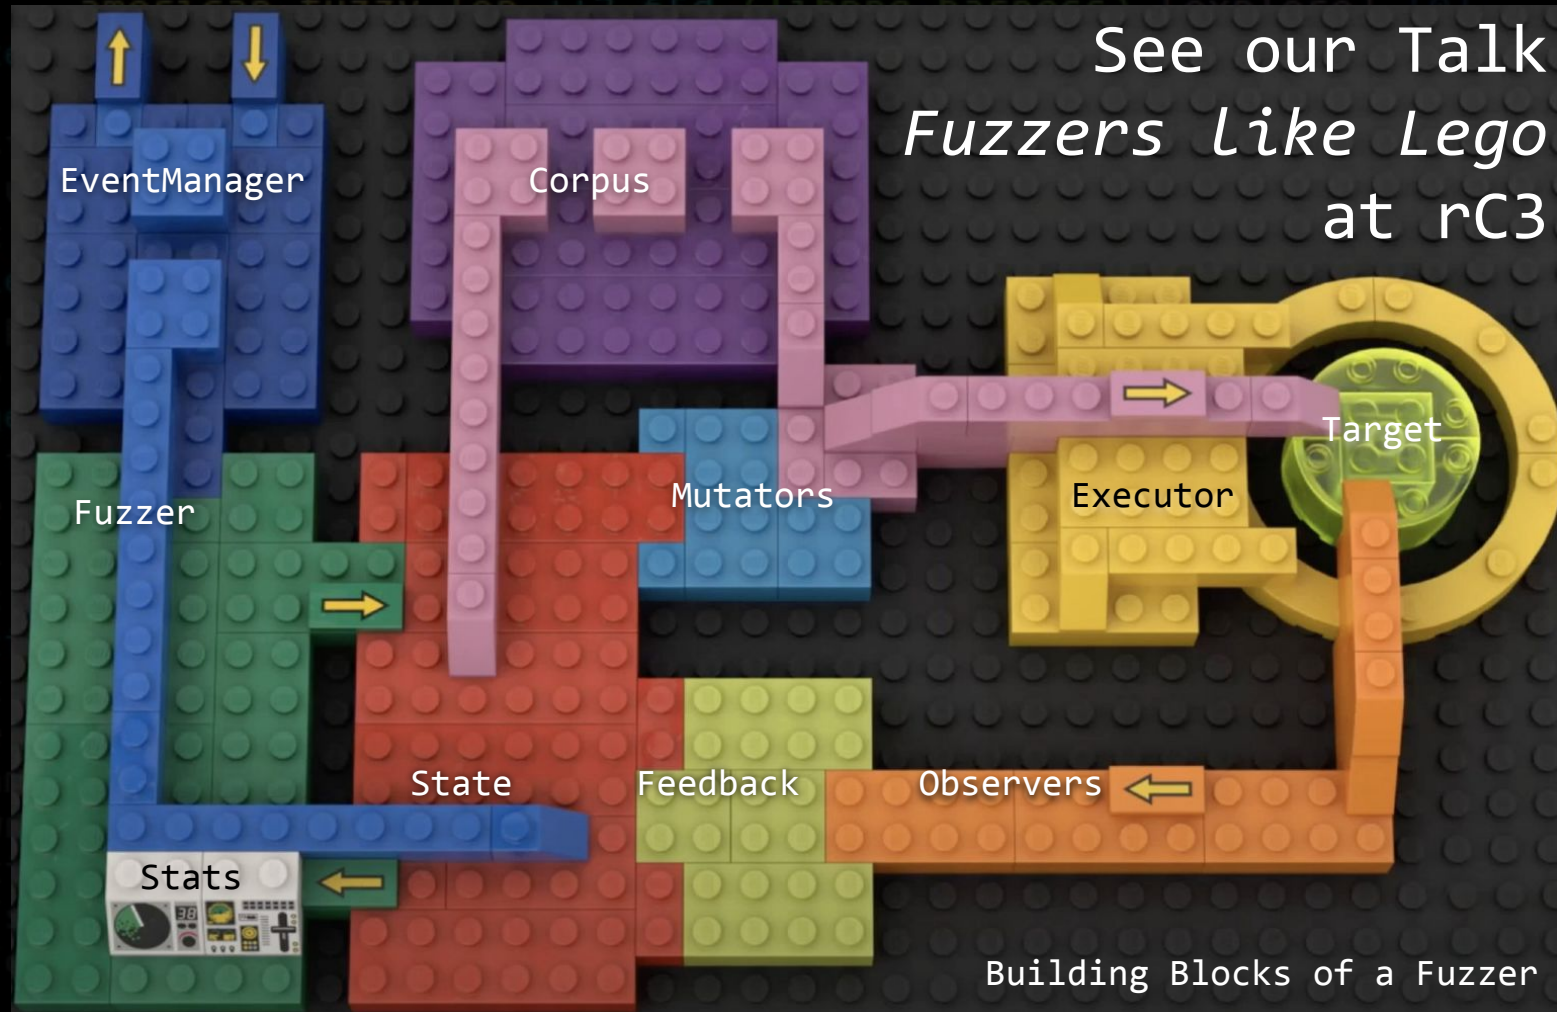 See our Talk
Fuzzers like Lego
at rC3
EventManager
Corpus
Target
Mutators
Executor
Fuzzer
State
Feedback
Observers
Stats
38
Building Blocks of a Fuzzer